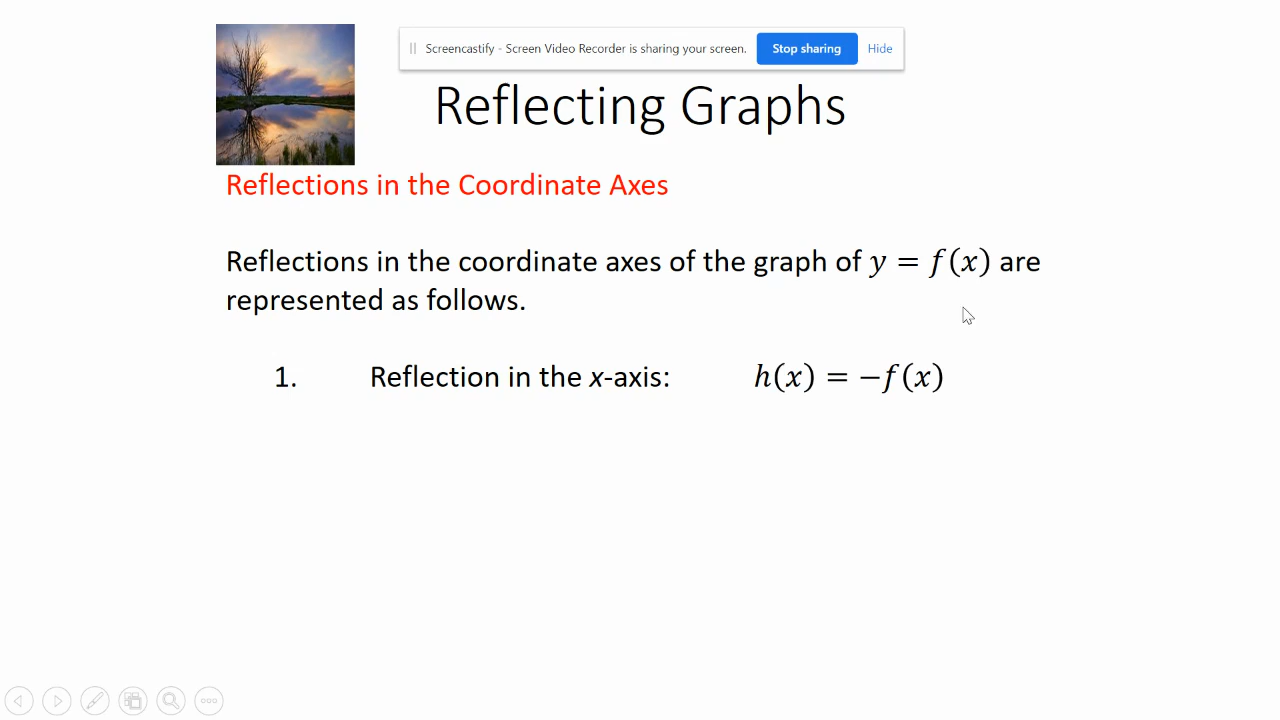 Screencastify - Screen Video Recorder is sharing your screen. Stop sharing Hide
Reflecting Graphs
Reflections in the Coordinate Axes
Reflections in the coordinate axes of the graph of y = f(x) are
represented as follows.
1. Reflection in the x-axis: h(x) = −f(x)